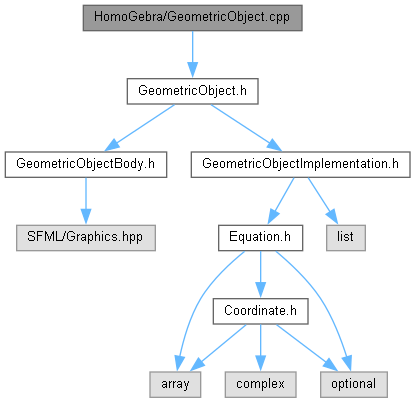 HomoGebra/GeometricObject.cpp
GeometricObject.h
GeometricObjectBody.h
GeometricObjectImplementation.h
SFML/Graphics.hpp
Equation.h
list
Coordinate.h
array
complex
optional